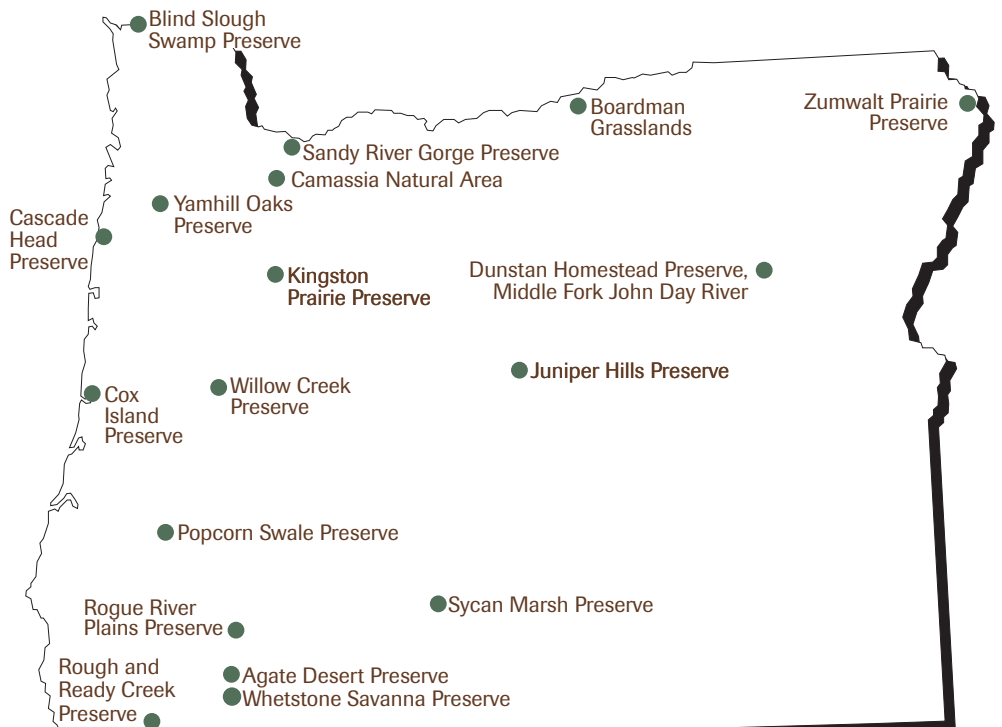 Blind Slough
Swamp Preserve
Boardman
Grasslands
Zumwalt Prairie
Preserve
Sandy River Gorge Preserve
Camassia Natural Area
Yamhill Oaks
Preserve
Cascade
Head
Preserve
Kingston
Prairie Preserve
Dunstan Homestead Preserve,
Middle Fork John Day River
Juniper Hills Preserve
Willow Creek
Preserve
Cox
Island
Preserve
Popcorn Swale Preserve
Sycan Marsh Preserve
Rogue River
Plains Preserve
Rough and
Ready Creek
Preserve
Agate Desert Preserve
Whetstone Savanna Preserve